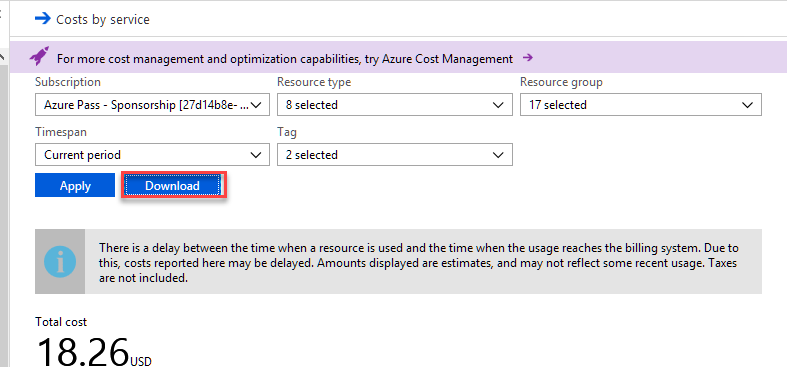 Costs by service
For more cost management and optimization capabilities, try Azure Cost Management
Subscription Resource type Resource group
Azure Pass - Sponsorship [27d14b8e- ... 8 selected 17 selected
Timespan Tag
Current period 2 selected
Apply Download
There is a delay between the time when a resource is used and the time when the usage reaches the billing system. Due to
this, costs reported here may be delayed. Amounts displayed are estimates, and may not reflect some recent usage. Taxes
are not included.
Total cost
18.26 USD